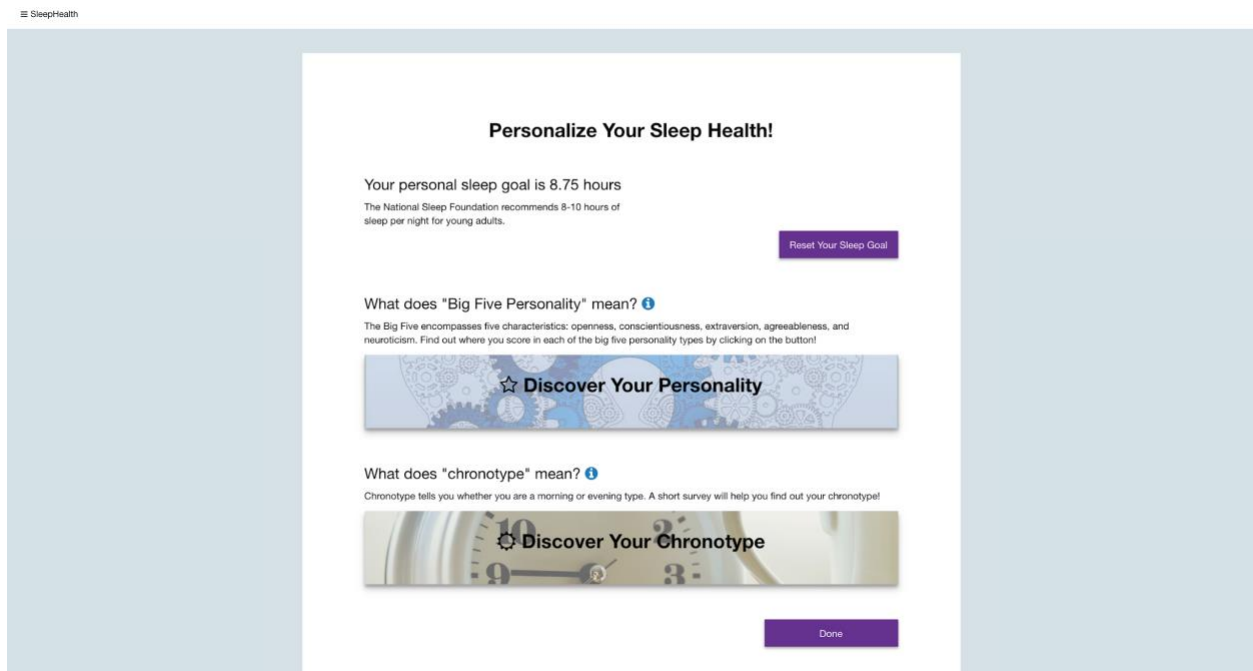 ≡ SleepHealth
Personalize Your Sleep Health!
Your personal sleep goal is 8.75 hours
The National Sleep Foundation recommends 8-10 hours of
sleep per night for young adults.
Reset Your Sleep Goal
What does "Big Five Personality" mean?
The Big Five encompasses five characteristics: openness, conscientiousness, extraversion, agreeableness, and
neuroticism. Find out where you score in each of the big five personality types by clicking on the button!
Discover Your Personality
What does "chronotype" mean?
Chronotype tells you whether you are a morning or evening type. A short survey will help you find out your chronotype!
10 2
Discover Your Chronotype
9 3
Done